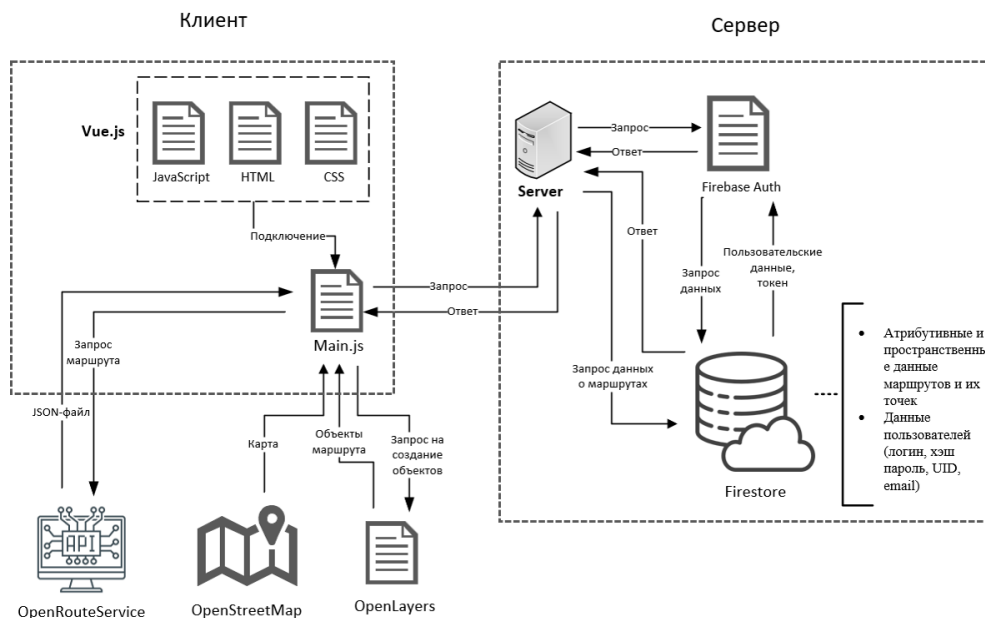 Клиент
Сервер
Vue.js
JavaScript
HTML
CSS
Подключение
Main.js
Запрос
Ответ
Запрос
маршрута
JSON-файл
Карта
Объекты
маршрута
Запрос на
создание
объектов
OpenRouteService
API
OpenStreetMap
OpenLayers
Server
Запрос
Ответ
Firebase Auth
Ответ
Запрос
данных
Пользовательские
данные,
токен
Запрос данных
о маршрутах
Firestore
• Атрибутивные и
пространственны
е данные
маршрутов и их
точек
• Данные
пользователей
(логин, хэш
пароль, UID,
email)